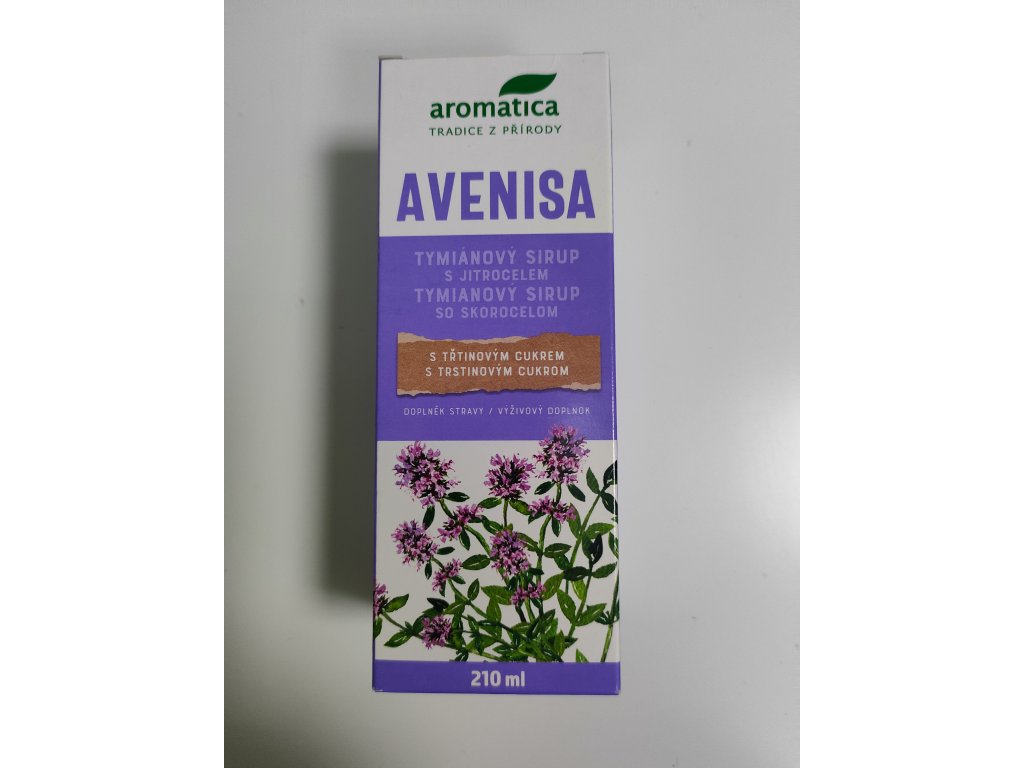 aromatica
TRADICE Z PŘÍRODY
AVENISA
TYMIÁNOVÝ SIRUP
S JITROCELEM
TYMIANOVÝ SIRUP
SO SKOROCELOM
S TŘTINOVÝM CUKREM
S TRSTINOVÝM CUKROM
DOPLNĚK STRAVY / VÝŽIVOVÝ DOPLNOK
210 ml